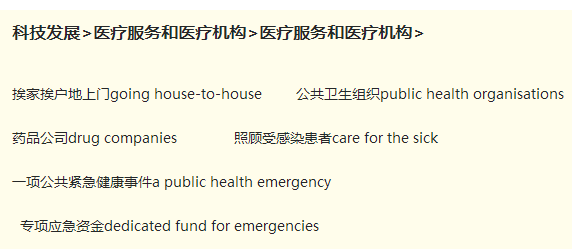 科技发展>医疗服务和医疗机构>医疗服务和医疗机构>
挨家挨户地上门going house-to-house 公共卫生组织public health organisations
药品公司drug companies 照顾受感染患者care for the sick
一项公共紧急健康事件a public health emergency
专项应急资金dedicated fund for emergencies